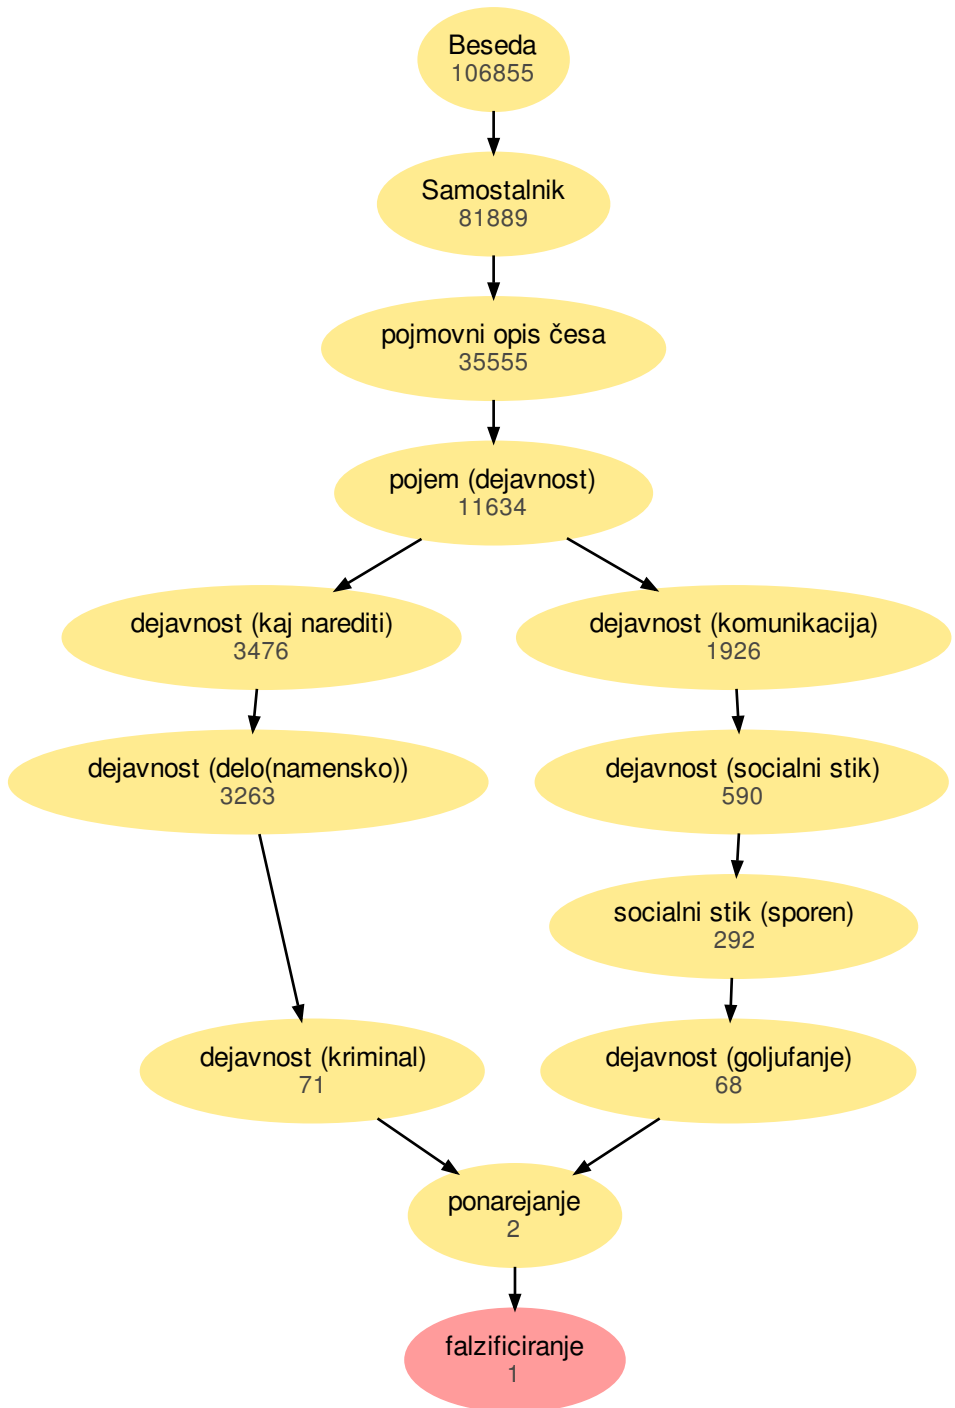 Beseda
106855
Samostalnik
81889
pojmovni opis česa
35555
pojem (dejavnost)
11634
dejavnost (kaj narediti)
3476
dejavnost (komunikacija)
1926
dejavnost (delo(namensko))
3263
dejavnost (socialni stik)
590
socialni stik (sporen)
292
dejavnost (kriminal)
71
dejavnost (goljufanje)
68
ponarejanje
2
falzificiranje
1